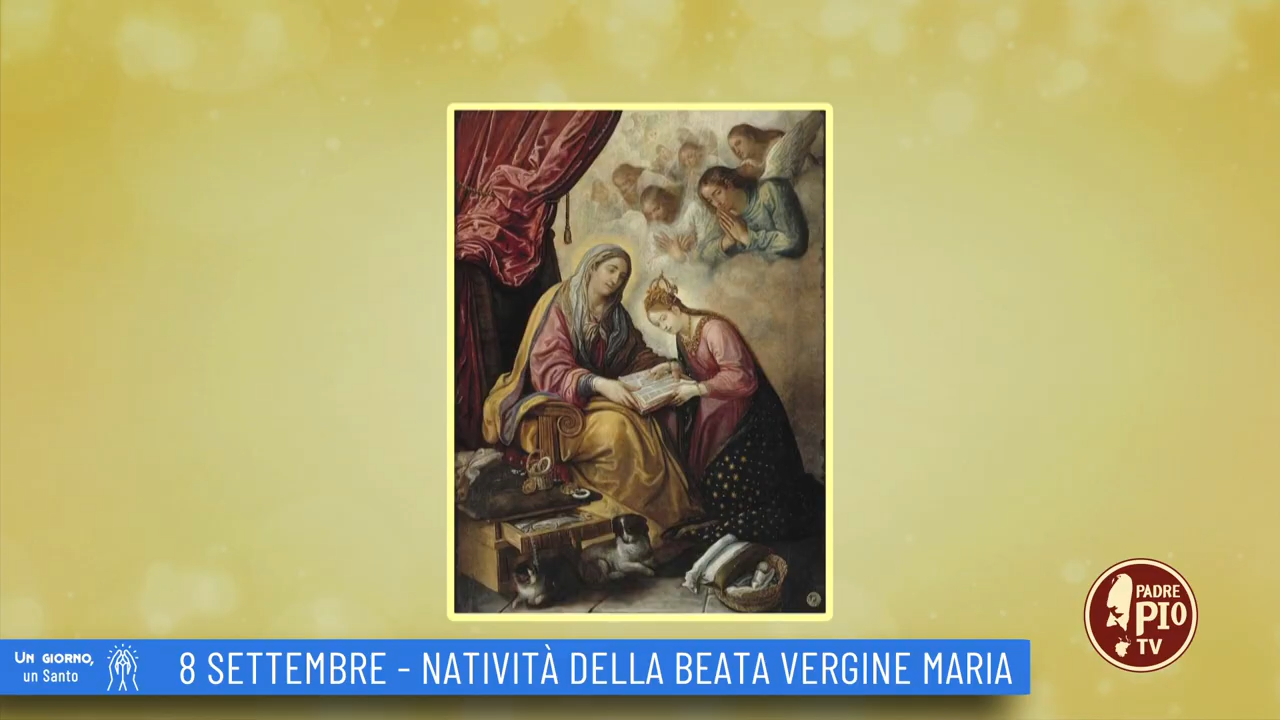 Un giorno,
un Santo
8 SETTEMBRE - NATIVITÀ DELLA BEATA VERGINE MARIA
PADRE
PIO
TV